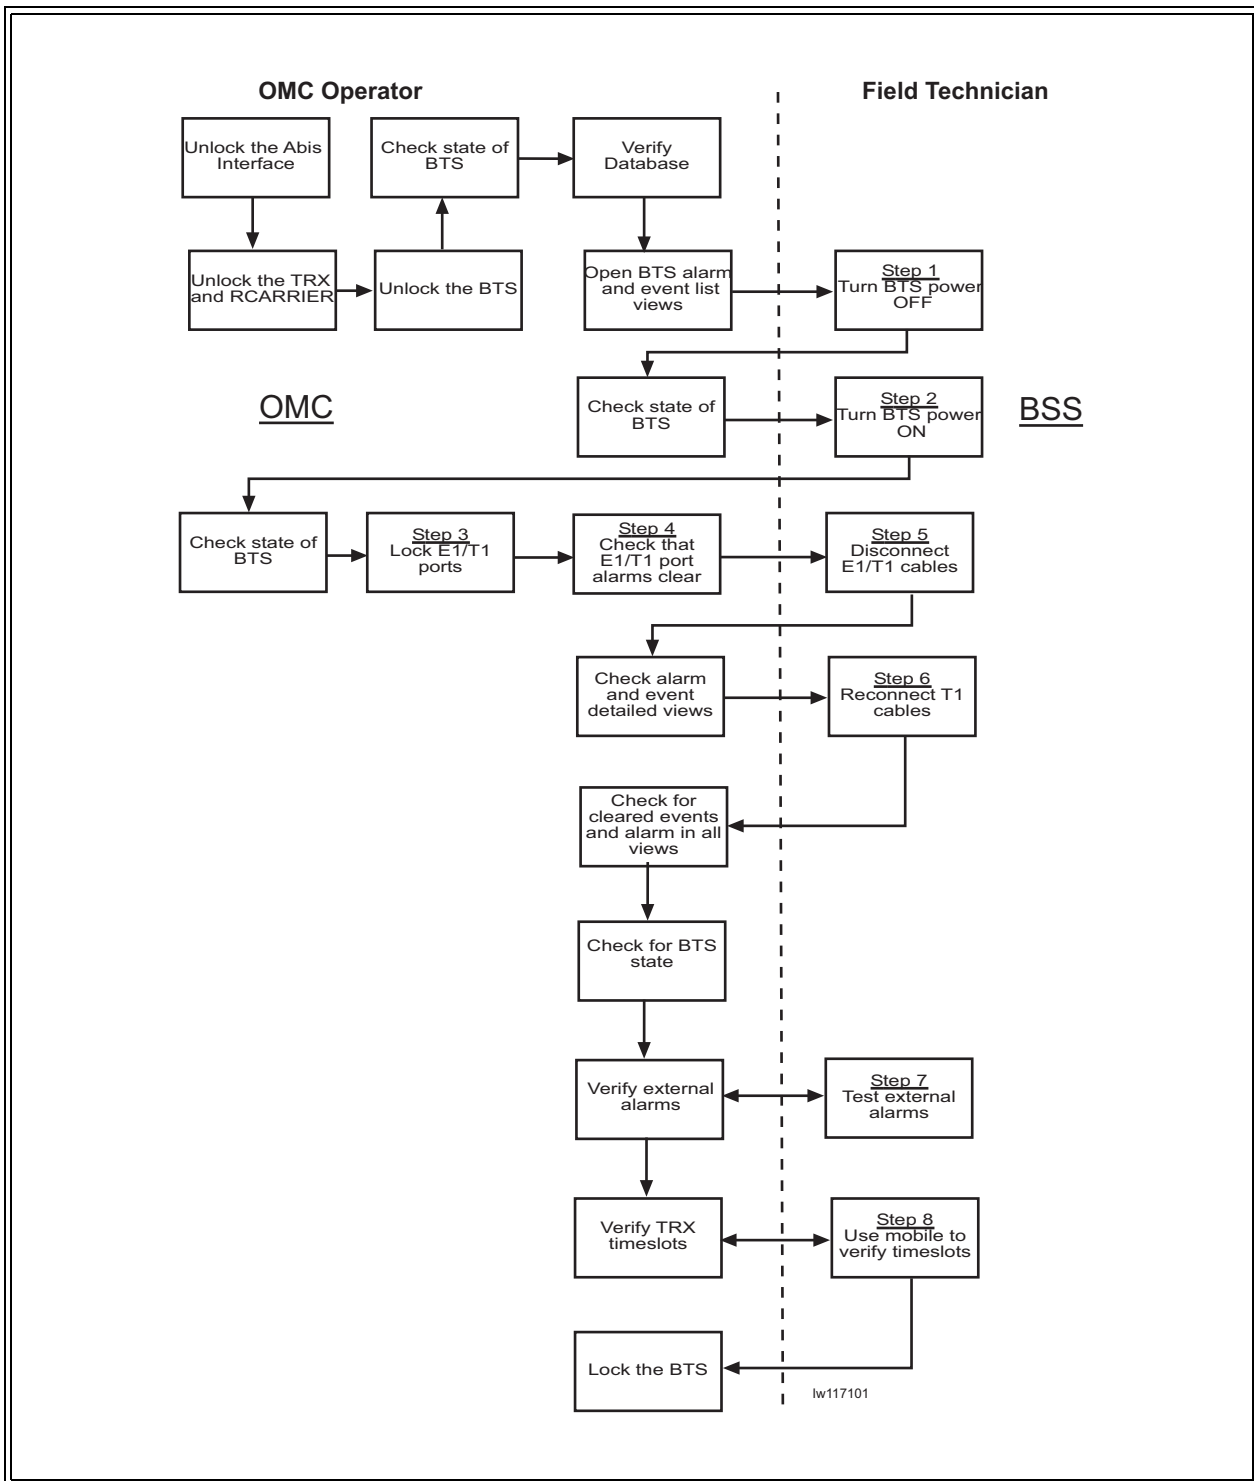 OMC Operator
Field Technician
Unlock the Abis
Interface
Check state of
BTS
Verify
Database
Unlock the TRX
and RCARRIER
Unlock the BTS
Open BTS alarm
and event list
views
Step 1
Turn BTS power
OFF
OMC
Check state of
BTS
Step 2
Turn BTS power
ON
BSS
Check state of
BTS
Step 3
Lock E1/T1
ports
Step 4
Check that
E1/T1 port
alarms clear
Step 5
Disconnect
E1/T1 cables
Check alarm
and event
detailed views
Step 6
Reconnect T1
cables
Check for
cleared events
and alarm in all
views
Check for BTS
state
Verify external
alarms
Step 7
Test external
alarms
Verify TRX
timeslots
Step 8
Use mobile to
verify timeslots
Lock the BTS
lw117101